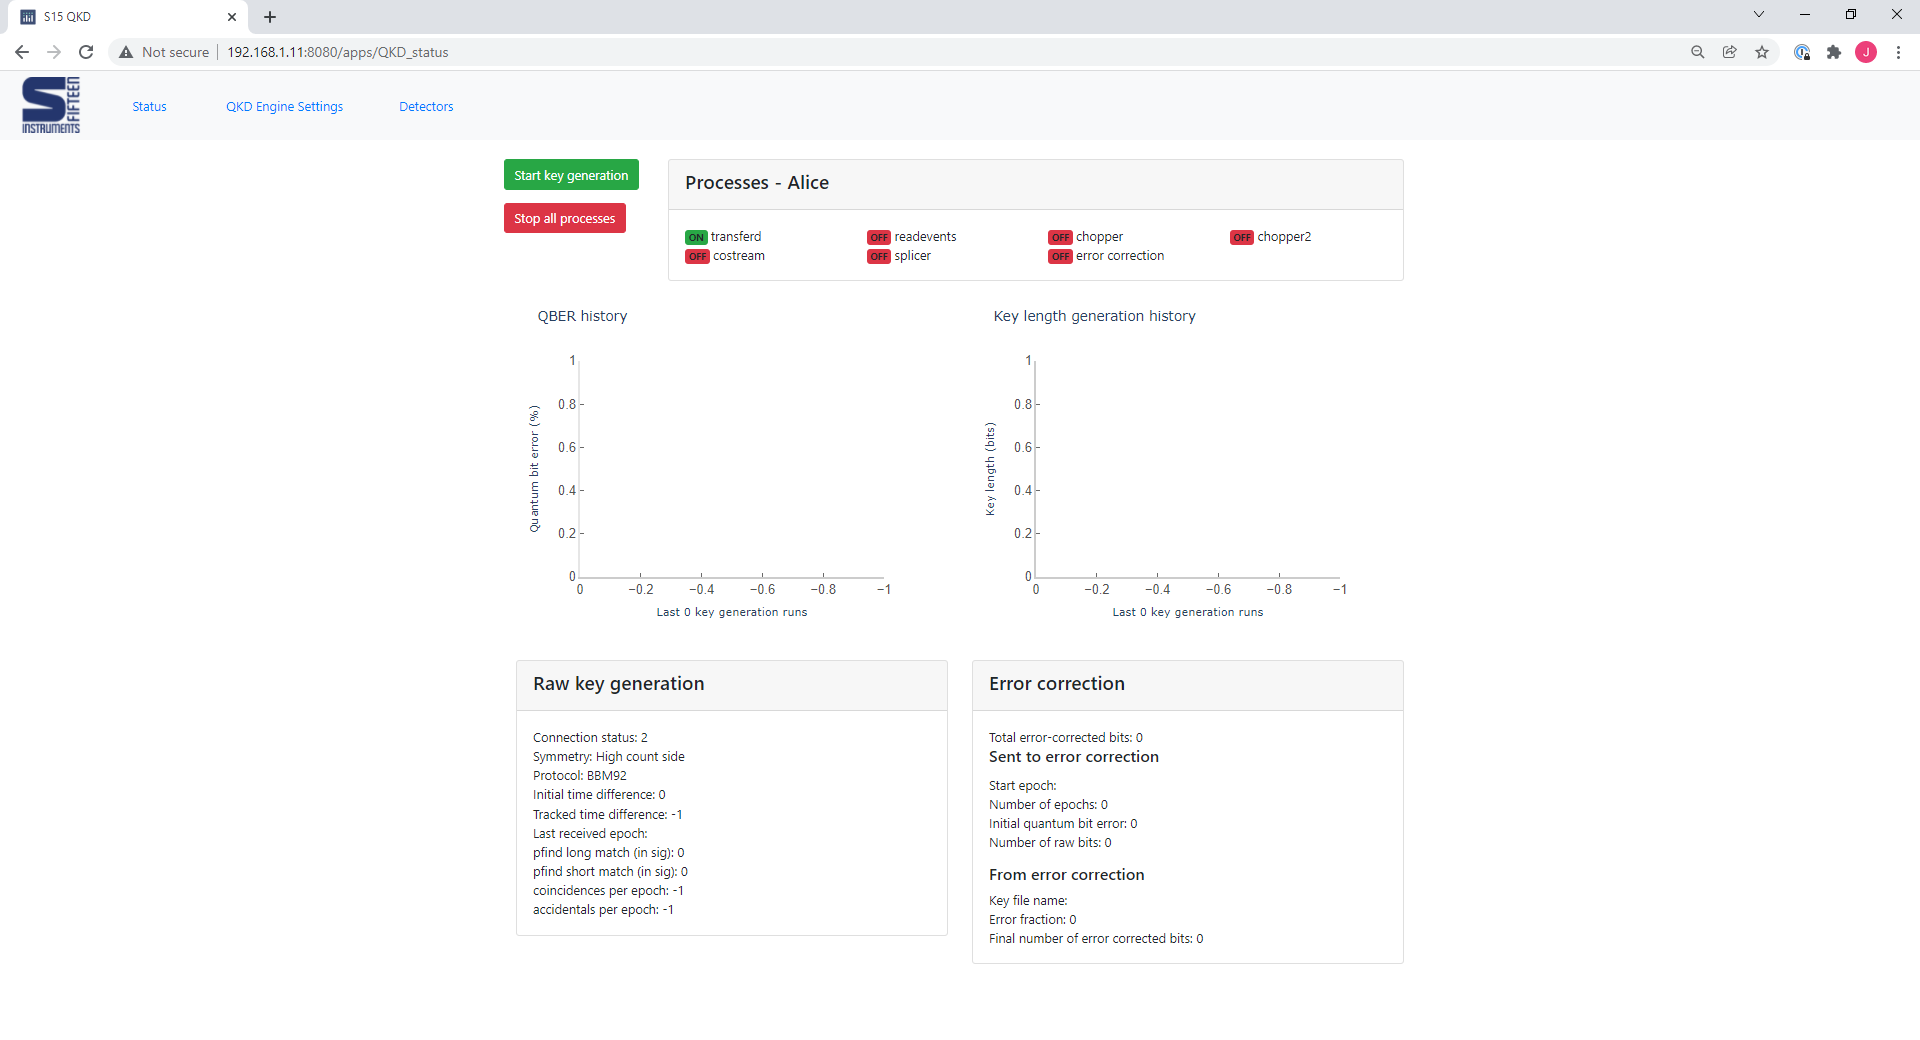 S15 QKD
Not secure
192.168.1.11:8080/apps/QKD_status
J
S FIFTEEN
INSTRUMENTS
Status
QKD Engine Settings
Detectors
Start key generation
Stop all processes
Processes - Alice
ON transferd
OFF readevents
OFF chopper
OFF chopper2
OFF costream
OFF splicer
OFF error correction
QBER history
Quantum bit error (%)
1
0.8
0.6
0.4
0.2
0
0 −0.2 −0.4 −0.6 −0.8 −1
Last 0 key generation runs
Key length generation history
Key length (bits)
1
0.8
0.6
0.4
0.2
0
0 −0.2 −0.4 −0.6 −0.8 −1
Last 0 key generation runs
Raw key generation
Connection status: 2
Symmetry: High count side
Protocol: BBM92
Initial time difference: 0
Tracked time difference: -1
Last received epoch:
pfind long match (in sig): 0
pfind short match (in sig): 0
coincidences per epoch: -1
accidentals per epoch: -1
Error correction
Total error-corrected bits: 0
Sent to error correction
Start epoch:
Number of epochs: 0
Initial quantum bit error: 0
Number of raw bits: 0
From error correction
Key file name:
Error fraction: 0
Final number of error corrected bits: 0